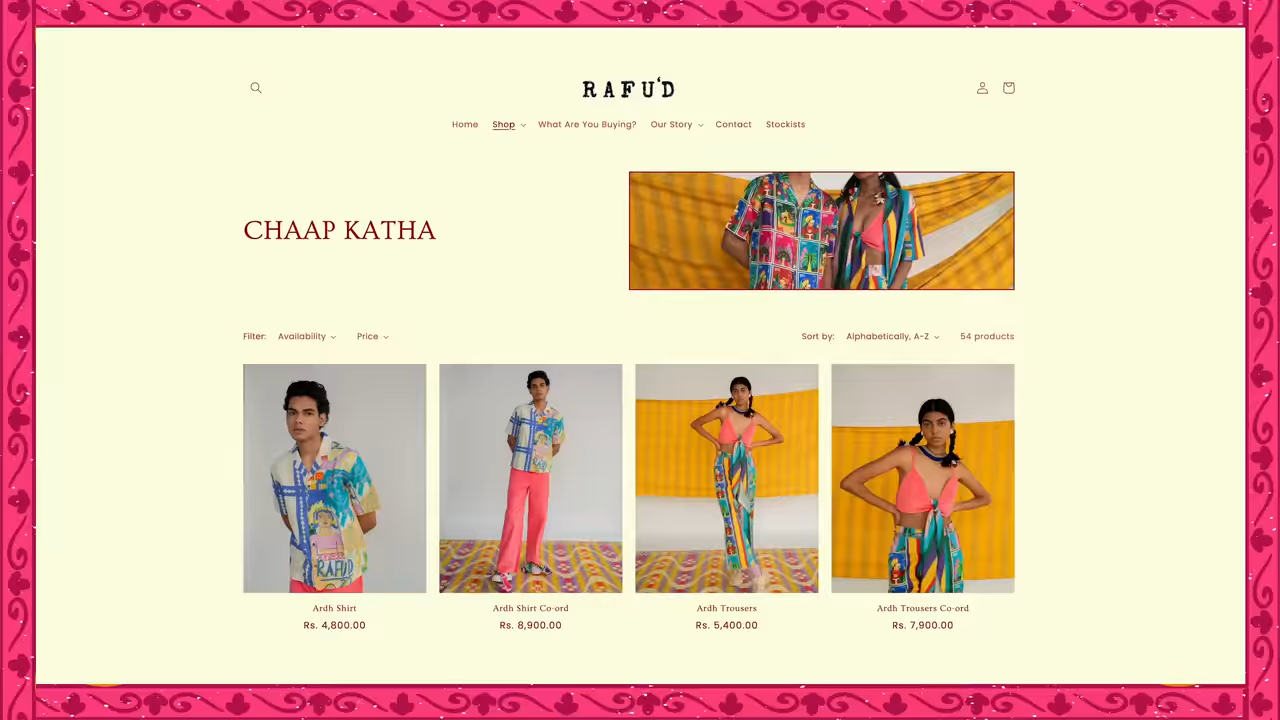 RAFU'D
Home Shop What Are You Buying? Our Story Contact Stockists
CHAAP KATHA
Filter: Availability Price Sort by: Alphabetically, A-Z 54 products
RAFU'D
Ardh Shirt Ardh Shirt Co-ord Ardh Trousers Ardh Trousers Co-ord
Rs. 4,800.00 Rs. 8,900.00 Rs. 5,400.00 Rs. 7,900.00